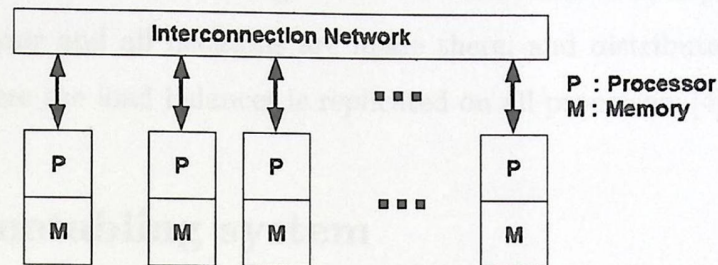 Interconnection Network
P : Processor
M : Memory
P P P P
M M M M